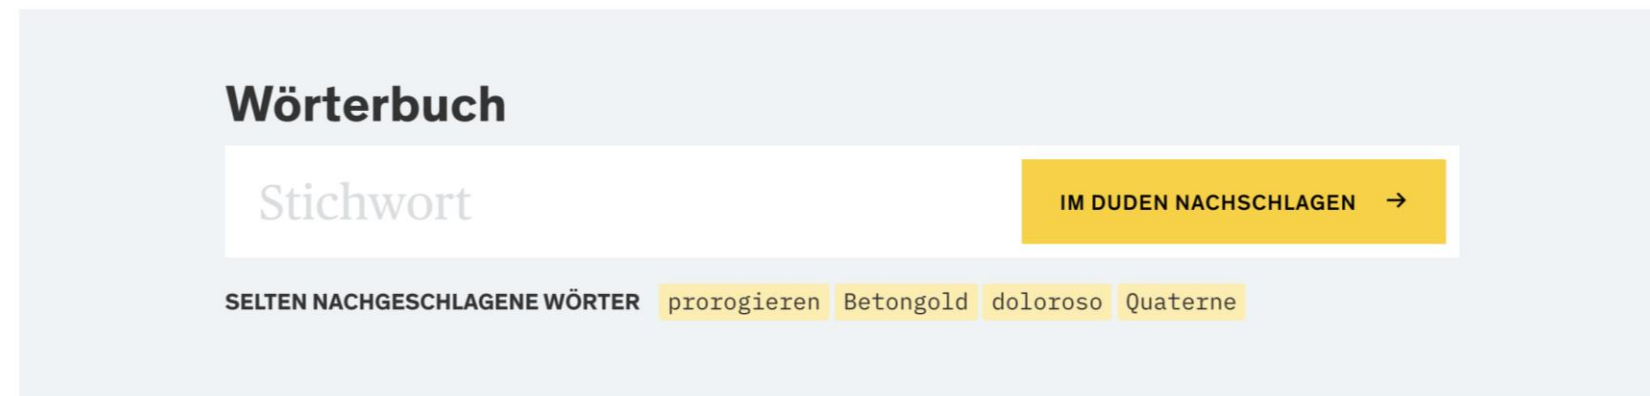 Wörterbuch
Stichwort
IM DUDEN NACHSCHLAGEN →
SELTEN NACHGESCHLAGENE WÖRTER prorogieren Betongold doloroso Quaterne